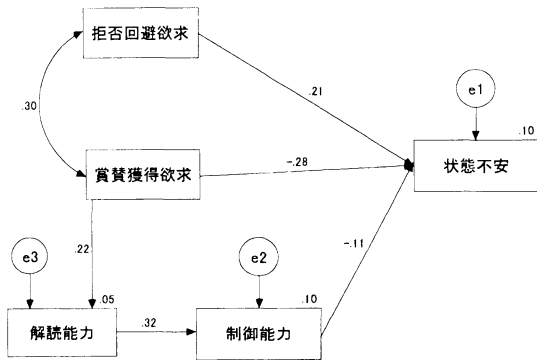 拒否回避欲求
e1
.30
.21
.10
状態不安
賞賛獲得欲求
-.28
.22
-.11
e3
e2
.05
.10
解読能力
.32
制御能力